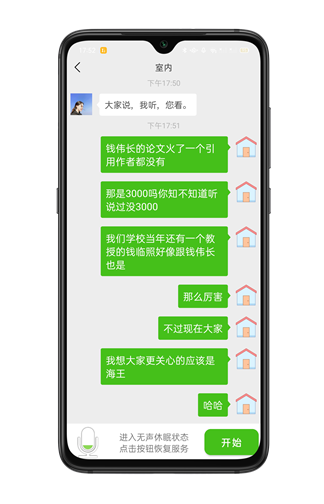 17:52
室内
下午17:50
大家说，我听，您看。
下午17:51
钱伟长的论文火了一个引
用作者都没有
那是3000吗你知不知道听
说过没3000
我们学校当年还有一个教
授的钱临照好像跟钱伟长
也是
那么厉害
不过现在大家
我想大家更关心的应该是
海王
哈哈
进入无声休眠状态
点击按钮恢复服务
开始